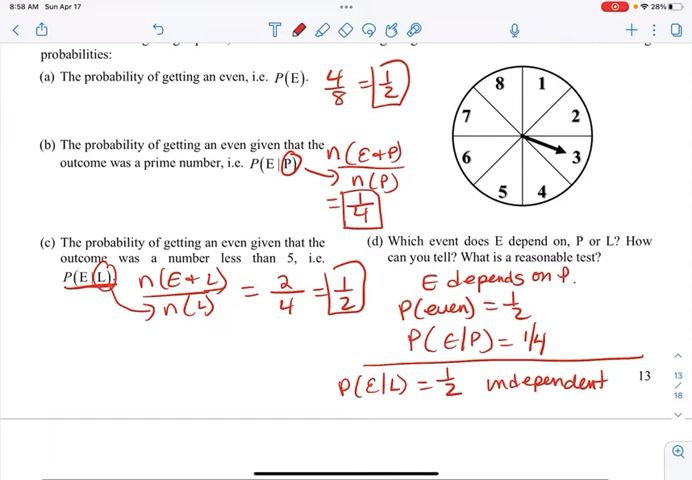 8:58 AM Sun Apr 17
28%
probabilities:
(a) The probability of getting an even, i.e. P(E).
4/8 = 1/2
(b) The probability of getting an even given that the
outcome was a prime number, i.e. P(E|P)
n(E+P)
n(P)
= 1/4
8 1
7 2
6 3
5 4
(c) The probability of getting an even given that the
outcome was a number less than 5, i.e.
P(E|L).
n(E+L)/n(L) = 2/4 = 1/2
(d) Which event does E depend on, P or L? How
can you tell? What is a reasonable test?
E depends on P.
P(even) = 1/2
P(E/P) = 1/4
P(E/L) = 1/2 independent
13
13
18